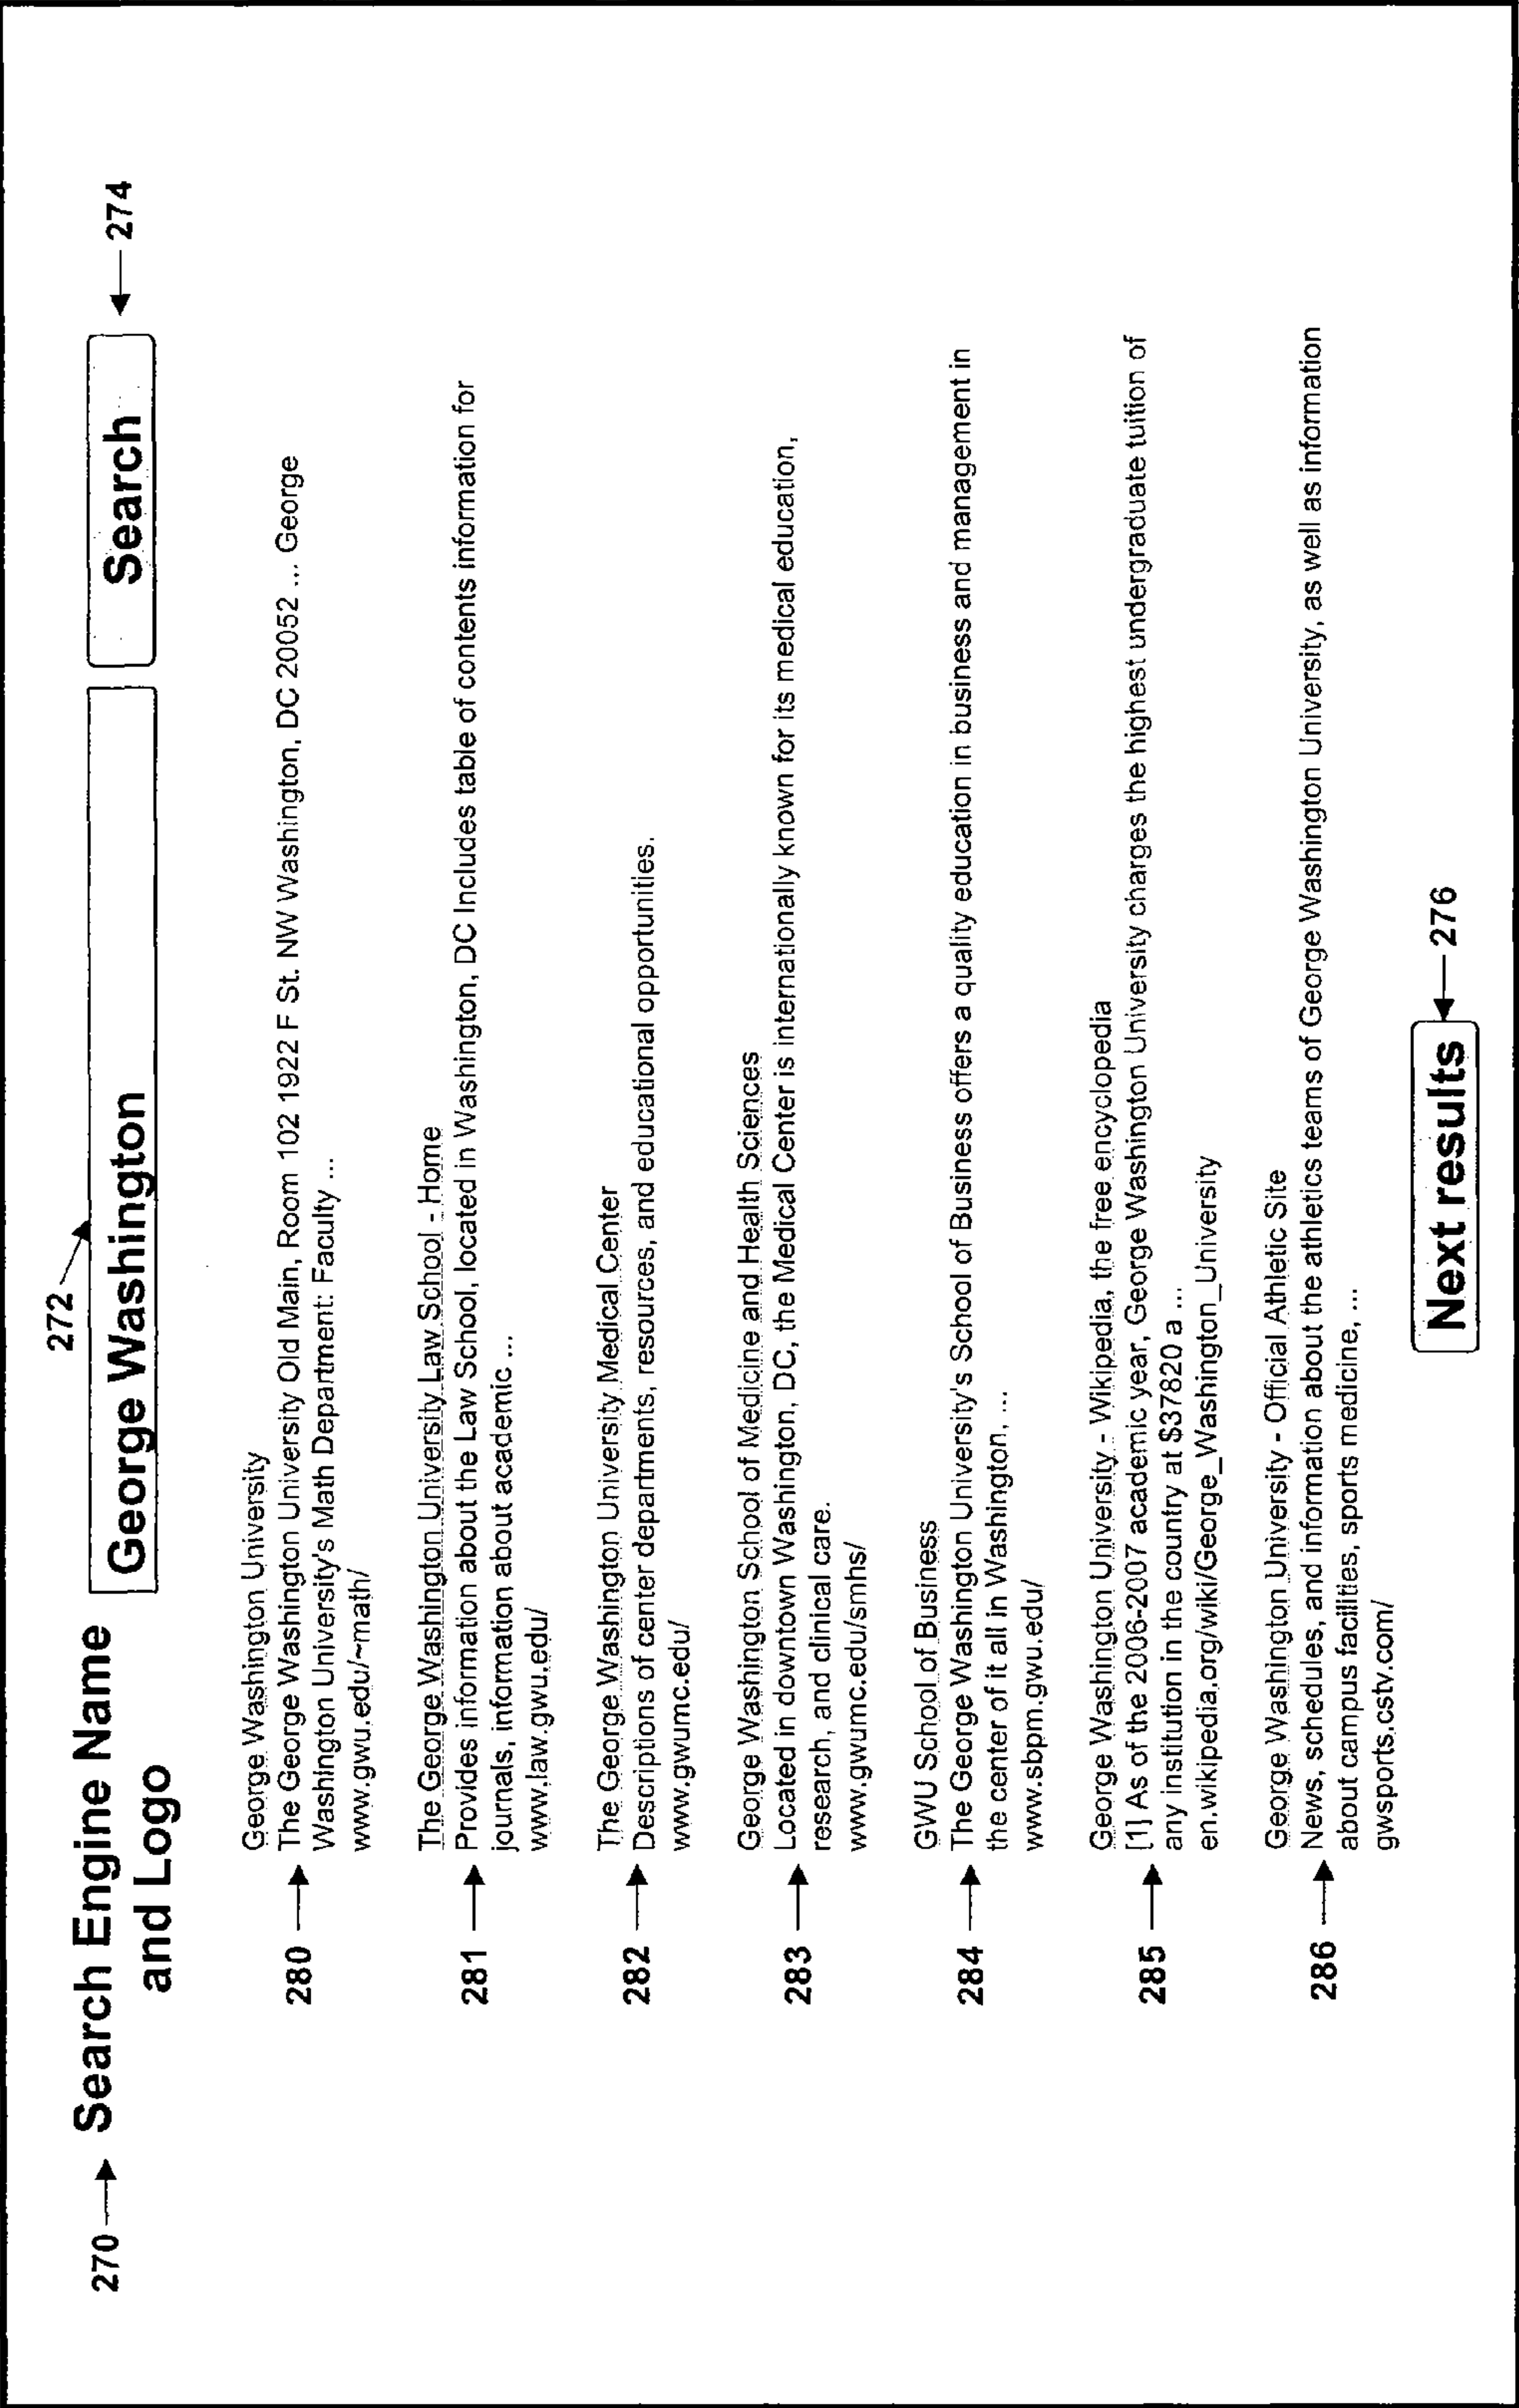 272
270 Search Engine Name George Washington Search 274
and Logo
George Washington University
280 The George Washington University Old Main, Room 102 1922 F St. NW Washington, DC 20052 ... George
Washington University's Math Department: Faculty ...
www.gwu.edu/~math/
The George Washington University Law School - Home
281 Provides information about the Law School, located in Washington, DC Includes table of contents information for
journals, information about academic ...
www.law.gwu.edu/
The George Washington University Medical Center
282 Descriptions of center departments, resources, and educational opportunities.
www.gwumc.edu/
George Washington School of Medicine and Health Sciences
283 Located in downtown Washington, DC, the Medical Center is internationally known for its medical education,
research, and clinical care.
www.gwumc.edu/smhs/
GWU School of Business
284 The George Washington University's School of Business offers a quality education in business and management in
the center of it all in Washington, ...
www.sbpm.gwu.edu/
George Washington University - Wikipedia, the free encyclopedia
285 [1] As of the 2006-2007 academic year, George Washington University charges the highest undergraduate tuition of
any institution in the country at $37820 a ...
en.wikipedia.org/wiki/George_Washington_University
George Washington University - Official Athletic Site
286 News, schedules, and information about the athletics teams of George Washington University, as well as information
about campus facilities, sports medicine, ...
gwsports.cstv.com/
Next results 276